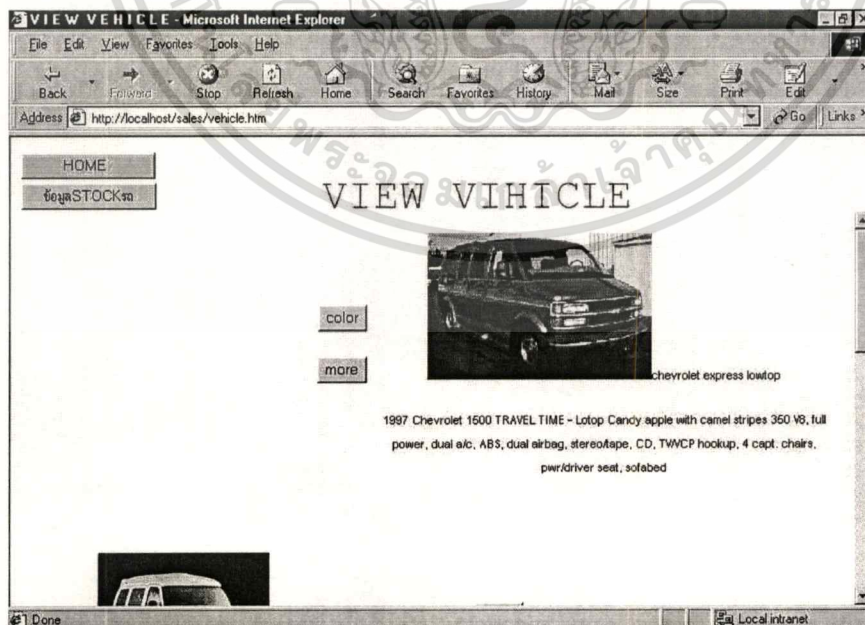 V I E W V E H I C L E - Microsoft Internet Explorer
File Edit View Favorites Tools Help
Back Forward Stop Refresh Home Search Favorites History Mail Size Print Edit
Address http://localhost/sales/vehicle.htm Go Links
HOME
ข้อมูลSTOCKรถ
VIEW VIHICLE
color
more
chevrolet express lowtop
1997 Chevrolet 1500 TRAVEL TIME - Lotop Candy apple with camel stripes 350 V8, full
power, dual a/c, ABS, dual airbag, stereo/tape, CD, TV/VCP hookup, 4 capt. chairs,
pwr/driver seat, sofabed
Done Local intranet